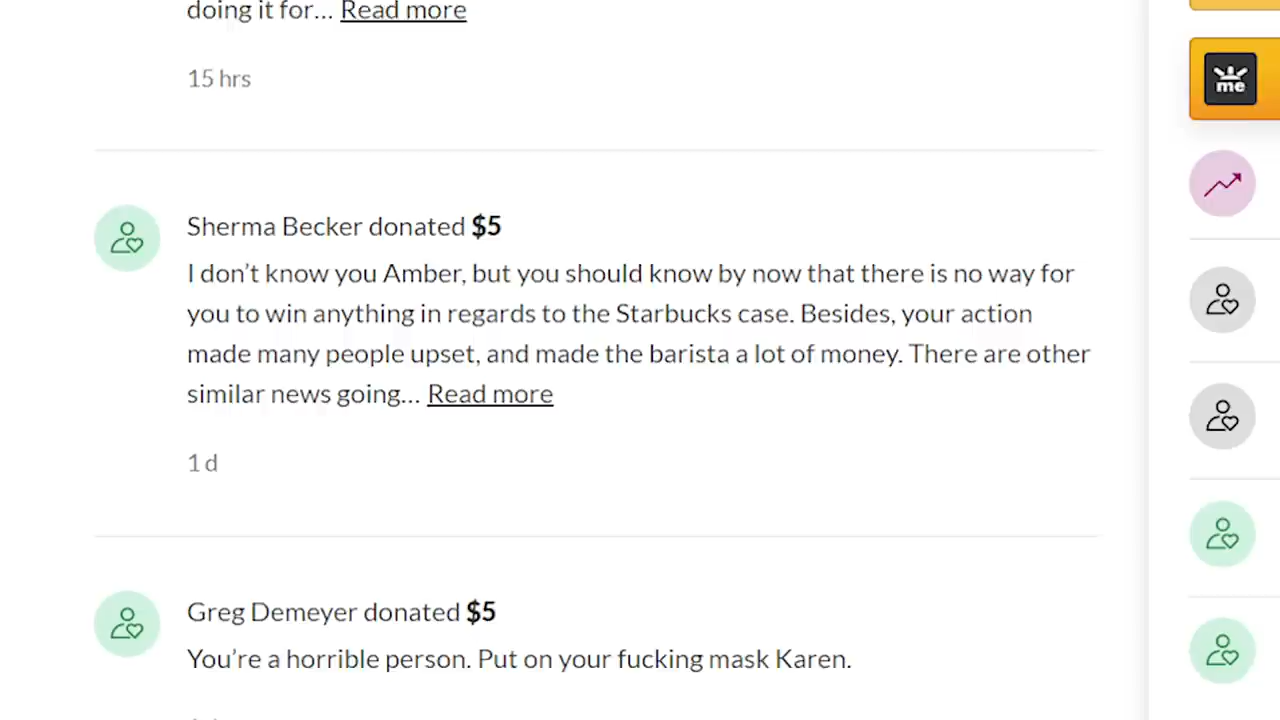 doing it for... Read more
15 hrs
me
Sherma Becker donated $5
I don’t know you Amber, but you should know by now that there is no way for
you to win anything in regards to the Starbucks case. Besides, your action
made many people upset, and made the barista a lot of money. There are other
similar news going... Read more
1 d
Greg Demeyer donated $5
You’re a horrible person. Put on your fucking mask Karen.